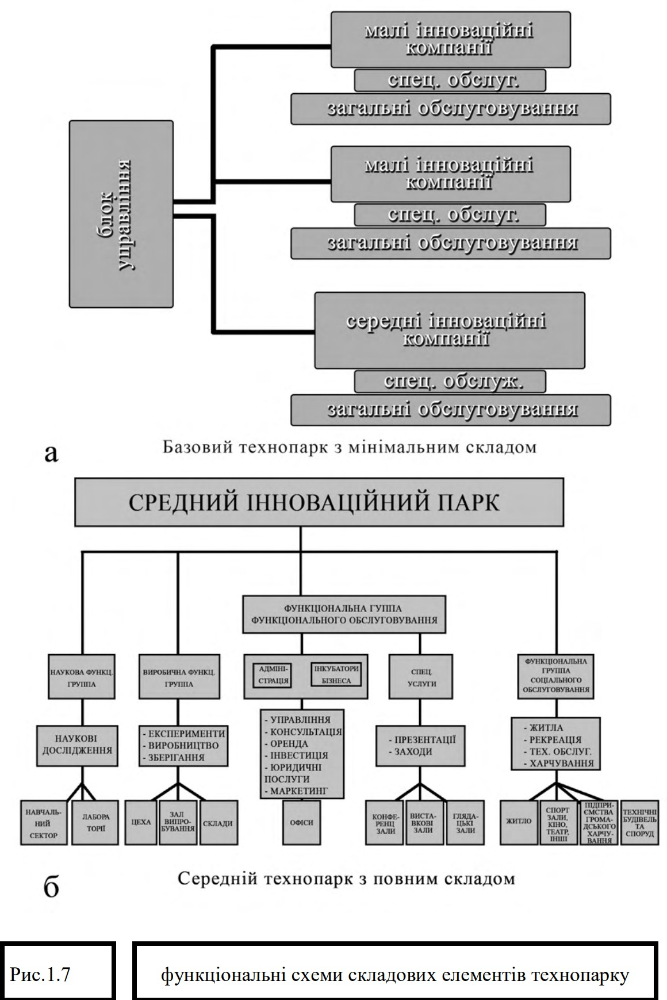 малі інноваційні
компанії
спец. обслуг.
загальні обслуговування
блок
управління
малі інноваційні
компанії
спец. обслуг.
загальні обслуговування
середні інноваційні
компанії
спец. обслуж.
загальні обслуговування
а
Базовий технопарк з мінімальним складом
СРЕДНИЙ ІННОВАЦІЙНИЙ ПАРК
ФУНКЦІОНАЛЬНА ГУППА
ФУНКЦІОНАЛЬНОГО ОБСЛУГОВУВАННЯ
НАУКОВА ФУНКЦ.
ГРУППА
ВИРОБИЧНА ФУНКЦ.
ГРУППА
АДМІНІ-
СТРАЦІЯ
ІНКУБАТОРИ
БІЗНЕСА
СПЕЦ.
УСЛУГИ
ФУНКЦІОНАЛЬНА
ГРУППА
СОЦІАЛЬНОГО
ОБСЛУГОВУВАННЯ
НАУКОВІ
ДОСЛІДЖЕННЯ
- ЕКСПЕРИМЕНТИ
- ВИРОБНИЦТВО
- ЗБЕРІГАННЯ
- УПРАВЛІННЯ
- КОНСУЛЬТАЦІЯ
- ОРЕНДА
- ІНВЕСТИЦІЯ
- ЮРИДИЧНІ
ПОСЛУГИ
- МАРКЕТИНГ
- ПРЕЗЕНТАЦІЇ
- ЗАХОДИ
- ЖИТЛА
- РЕКРЕАЦІЯ
- ТЕХ. ОБСЛУГ.
- ХАРЧУВАННЯ
НАВЧАЛЬ-
НИЙ
СЕКТОР
ЛАБОРА
ТОРІЇ
ЦЕХА
ЗАЛ
ВИПРО-
БУВАННЯ
СКЛАДИ
ОФІСИ
КОНФЕ-
РЕНЦ
ЗАЛИ
ВИСТА-
ВКОВІ
ЗАЛИ
ГЛЯДА-
ЦЬКІ
ЗАЛИ
ЖИТЛО
СПОРТ
ЗАЛИ,
КІНО,
ТЕАТР,
ІНШІ
ПІДПРИ-
ЄМСТВА
ГРОМА-
ДСЬКОГО
ХАРЧУ-
ВАННЯ
ТЕХНІЧНІ
БУДІВЕЛЬ
ТА
СПОРУД
б
Середній технопарк з повним складом
Рис.1.7
функціональні схеми складових елементів технопарку